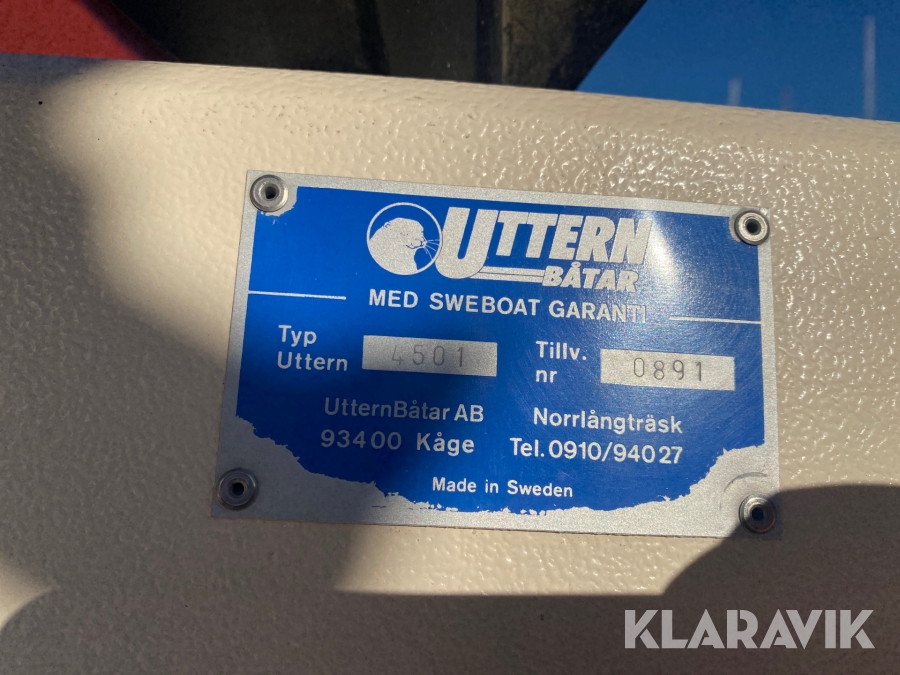 UTTERN
BÅTAR
MED SWEBOAT GARANTI
Typ Uttern 4501 Tillv. nr 0891
UtternBåtar AB Norrlångträsk
93400 Kåge Tel. 0910/94027
Made in Sweden
KLARAVIK